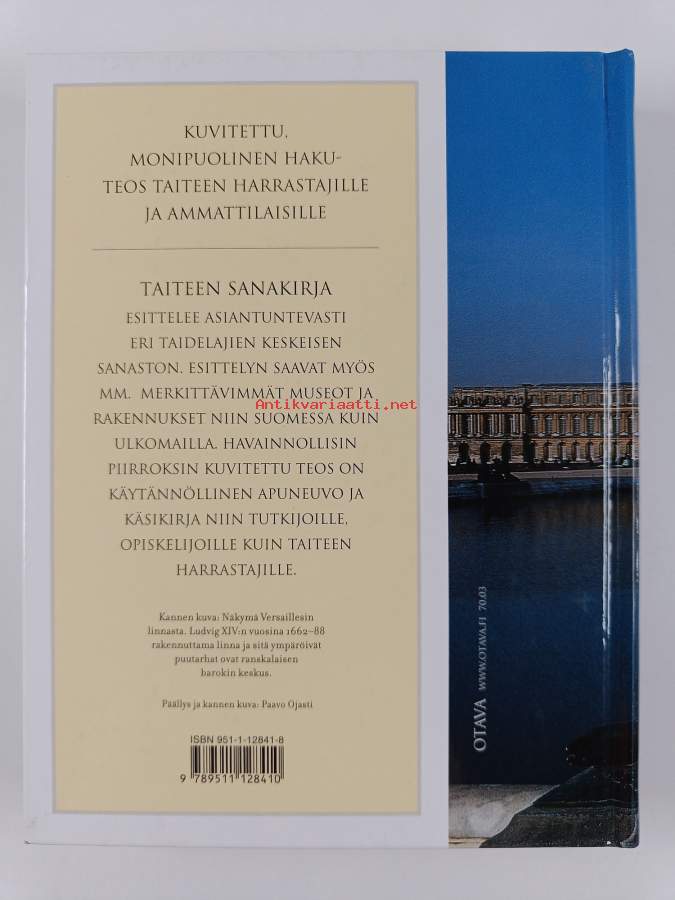 KUVITETTU,
MONIPUOLINEN HAKU-
TEOS TAITEEN HARRASTAJILLE
JA AMMATTILAISILLE
TAITEEN SANAKIRJA
ESITTELEE ASIANTUNTEVASTI
ERI TAIDELAJIEN KESKEISEN
SANASTON. ESITTELYN SAAVAT MYÖS
MM. MERKITTÄVIMMÄT MUSEOT JA
RAKENNUKSET NIIN SUOMESSA KUIN
ULKOMAILLA. HAVAINNOLLISIN
PIIRROKSIN KUVITETTU TEOS ON
KÄYTÄNNÖLLINEN APUNEUVO JA
KÄSIKIRJA NIIN TUTKIJOILLE,
OPISKELIJOILLE KUIN TAITEEN
HARRASTAJILLE.
Kannen kuva: Näkymä Versaillesin
linnasta. Ludvig XIV:n vuosina 1662–88
rakennuttama linna ja sitä ympäröivät
puutarhat ovat ranskalaisen
barokin keskus.
Päällys ja kannen kuva: Paavo Ojasti
ISBN 951-1-12841-8
9 789511 128410
OTAVA WWW.OTAVA.FI 70.03
Antikvariaatti.net